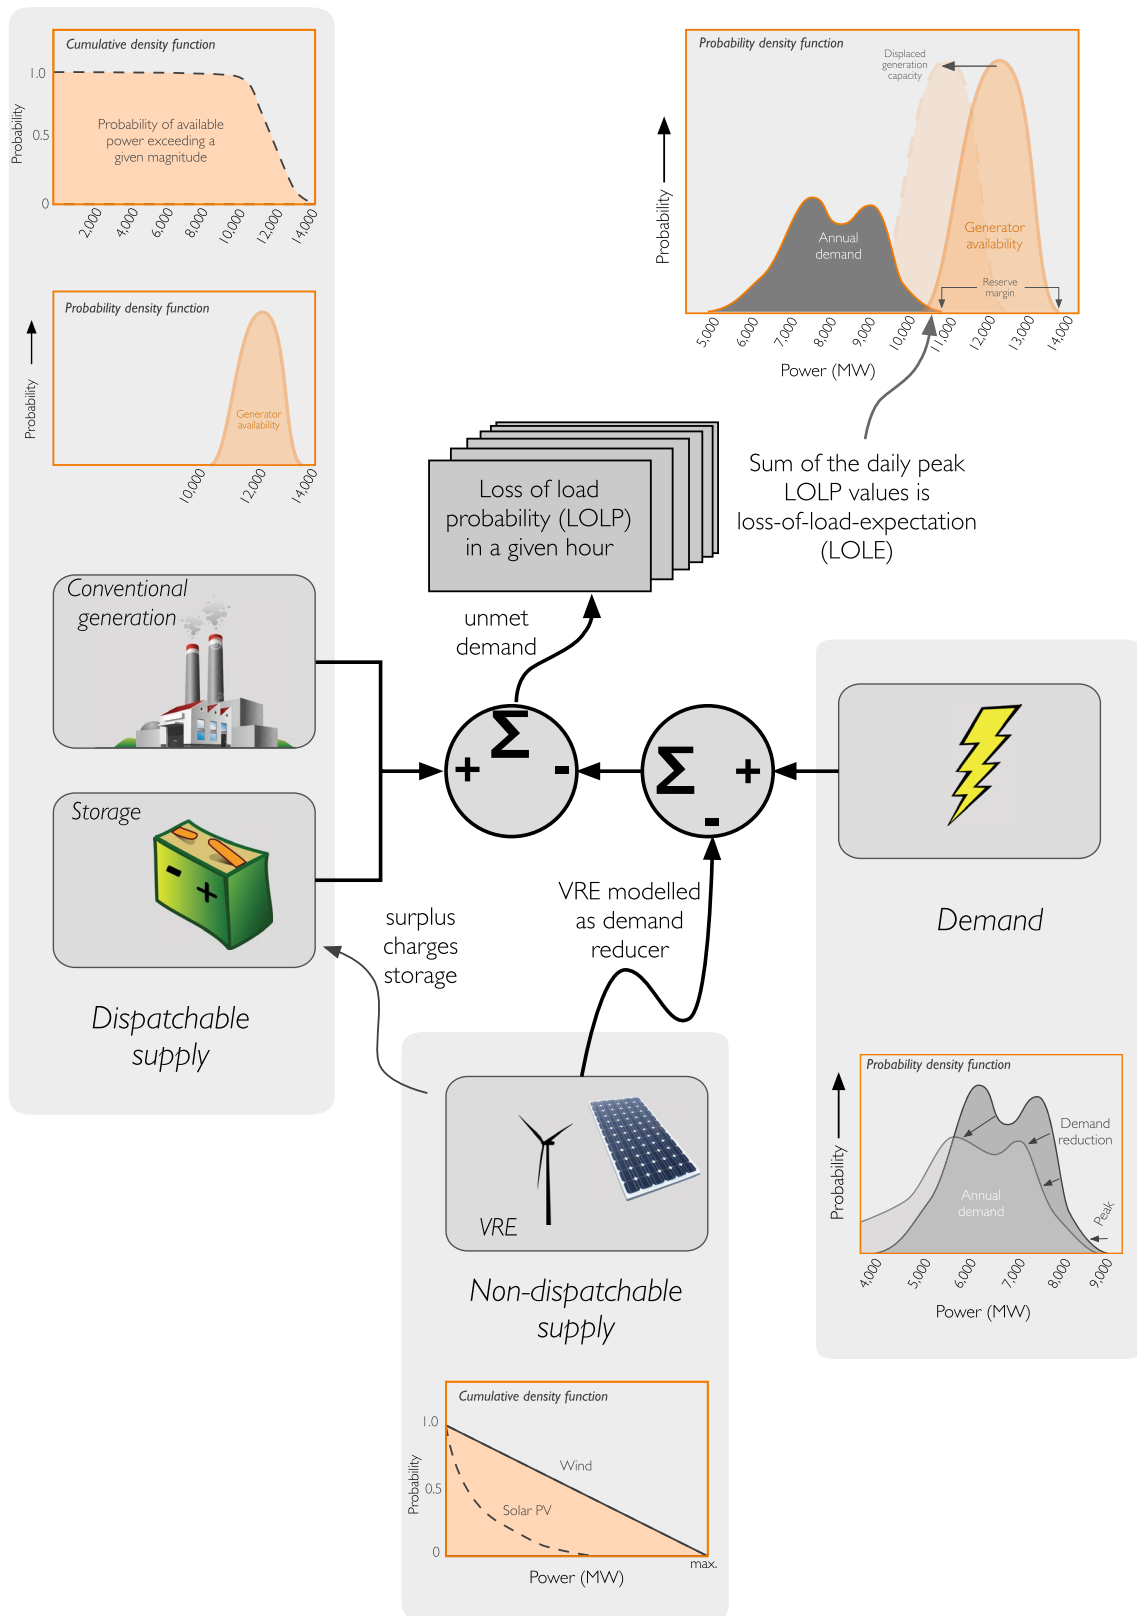 Cumulative density function
1.0
0.5
0
Probability
Probability of available
power exceeding a
given magnitude
2,000
4,000
6,000
8,000
10,000
12,000
14,000
Probability density function
Probability
Generator
availability
10,000
12,000
14,000
Conventional
generation
Storage
Dispatchable
supply
Probability density function
Displaced
generation
capacity
Probability
Annual
demand
Generator
availability
Reserve
margin
5,000
6,000
7,000
8,000
9,000
10,000
11,000
12,000
13,000
14,000
Power (MW)
Sum of the daily peak
LOLP values is
loss-of-load-expectation
(LOLE)
Loss of load
probability (LOLP)
in a given hour
unmet
demand
+ Σ -
Σ + -
- +
VRE modelled
as demand
reducer
surplus
charges
storage
Demand
Probability density function
Probability
Demand
reduction
Annual
demand
Peak
4,000
5,000
6,000
7,000
8,000
9,000
Power (MW)
VRE
Non-dispatchable
supply
Cumulative density function
1.0
0.5
0
Probability
Wind
Solar PV
max.
Power (MW)